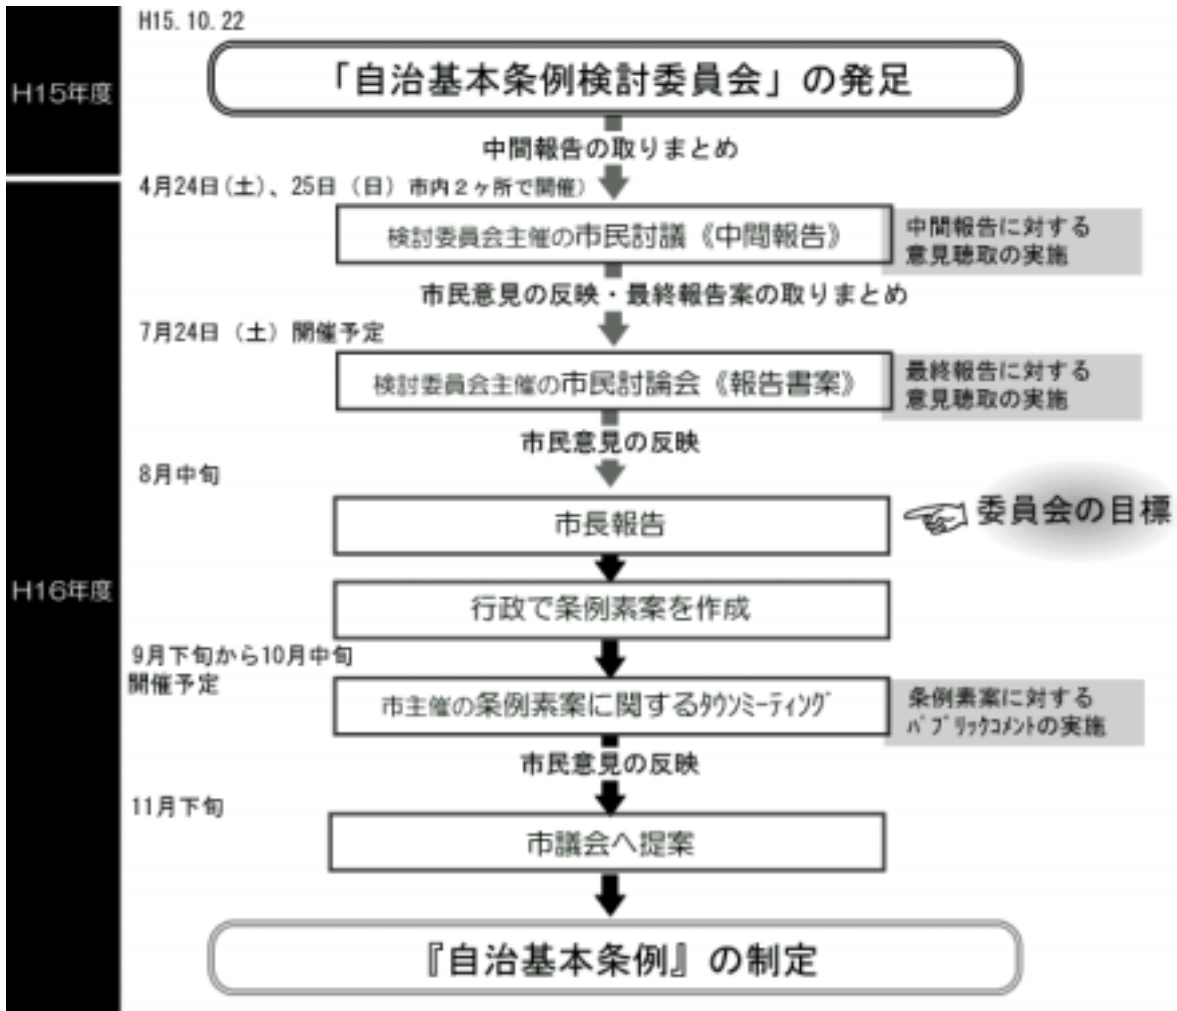 H15.10.22
H15年度
「自治基本条例検討委員会」の発足
中間報告の取りまとめ
4月24日(土)、25日（日）市内２ヶ所で開催)
検討委員会主催の市民討議《中間報告》
中間報告に対する
意見聴取の実施
市民意見の反映・最終報告案の取りまとめ
7月24日（土）開催予定
検討委員会主催の市民討論会《報告書案》
最終報告に対する
意見聴取の実施
市民意見の反映
8月中旬
市長報告
委員会の目標
H16年度
行政で条例素案を作成
9月下旬から10月中旬
開催予定
市主催の条例素案に関するﾀｳﾝﾐｰﾃｨﾝｸﾞ
条例素案に対する
ﾊﾟﾌﾞﾘｯｸｺﾒﾝﾄの実施
市民意見の反映
11月下旬
市議会へ提案
『自治基本条例』の制定